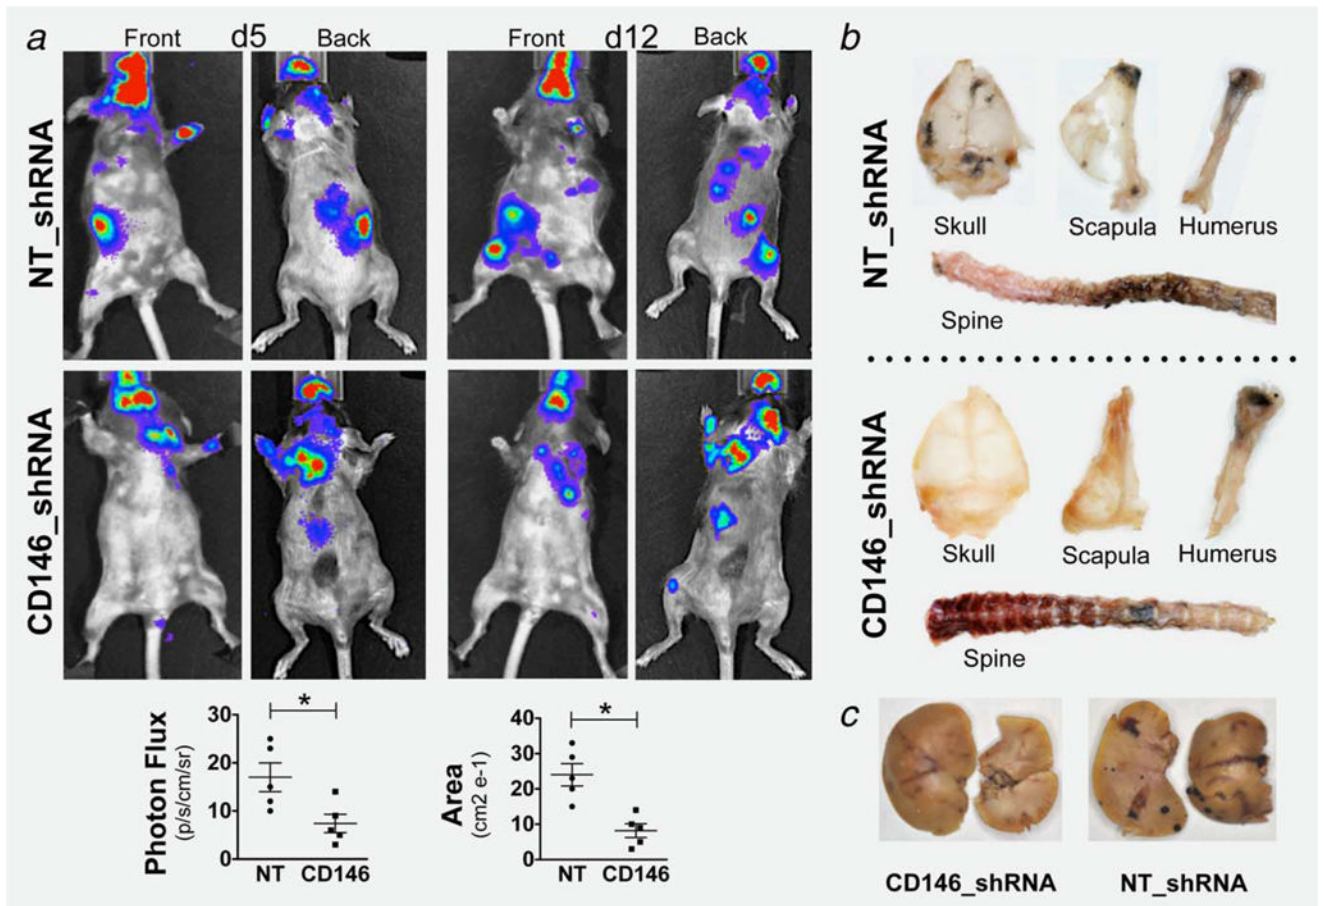 a
Front d5 Back
Front d12 Back
NT_shRNA
CD146_shRNA
Photon Flux
(p/s/cm/sr)
30
20
10
0
*
NT CD146
Area
(cm2 e-1)
40
30
20
10
0
*
NT CD146
b
NT_shRNA
Skull Scapula Humerus
Spine
CD146_shRNA
Skull Scapula Humerus
Spine
c
CD146_shRNA NT_shRNA